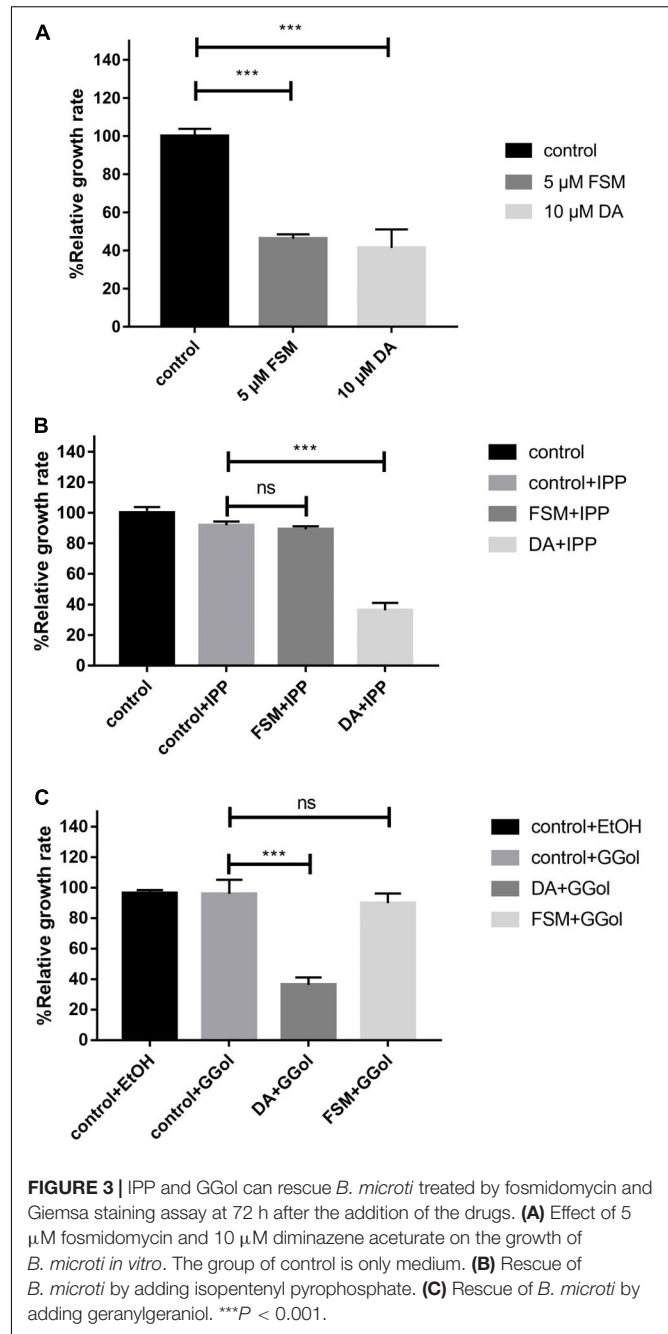 A
***
***
140
120
100
80
60
40
20
0
%Relative growth rate
control
5 µM FSM
10 µM DA
control
5 µM FSM
10 µM DA
B
***
ns
140
120
100
80
60
40
20
0
%Relative growth rate
control
control+IPP
FSM+IPP
DA+IPP
control
control+IPP
FSM+IPP
DA+IPP
C
ns
***
140
120
100
80
60
40
20
0
%Relative growth rate
control+EtOH
control+GGol
DA+GGol
FSM+GGol
control+EtOH
control+GGol
DA+GGol
FSM+GGol
FIGURE 3 | IPP and GGol can rescue B. microti treated by fosmidomycin and
Giemsa staining assay at 72 h after the addition of the drugs. (A) Effect of 5
μM fosmidomycin and 10 μM diminazene aceturate on the growth of
B. microti in vitro. The group of control is only medium. (B) Rescue of
B. microti by adding isopentenyl pyrophosphate. (C) Rescue of B. microti by
adding geranylgeraniol. ***P < 0.001.